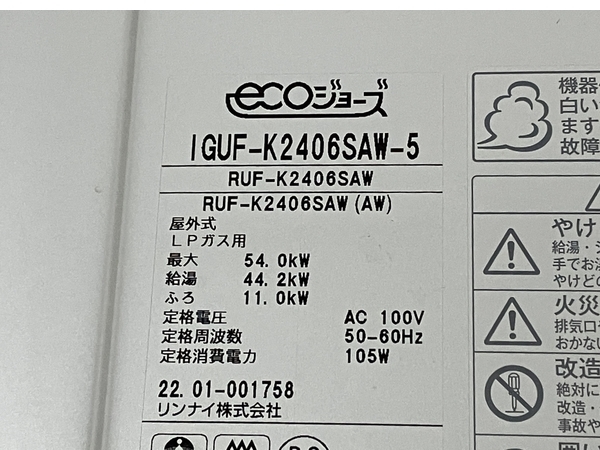 ecoジョーズ
IGUF-K2406SAW-5
RUF-K2406SAW
RUF-K2406SAW(AW)
屋外式
LPガス用
最大 54.0kW
給湯 44.2kW
ふろ 11.0kW
定格電圧 AC 100V
定格周波数 50-60Hz
定格消費電力 105W
22.01-001758
リンナイ株式会社
機器
白い
ます
故障
やけ
給湯・シ
手でお湯
やけどの
火災
排気口
おかない
改造
絶対に
改造・
事故や